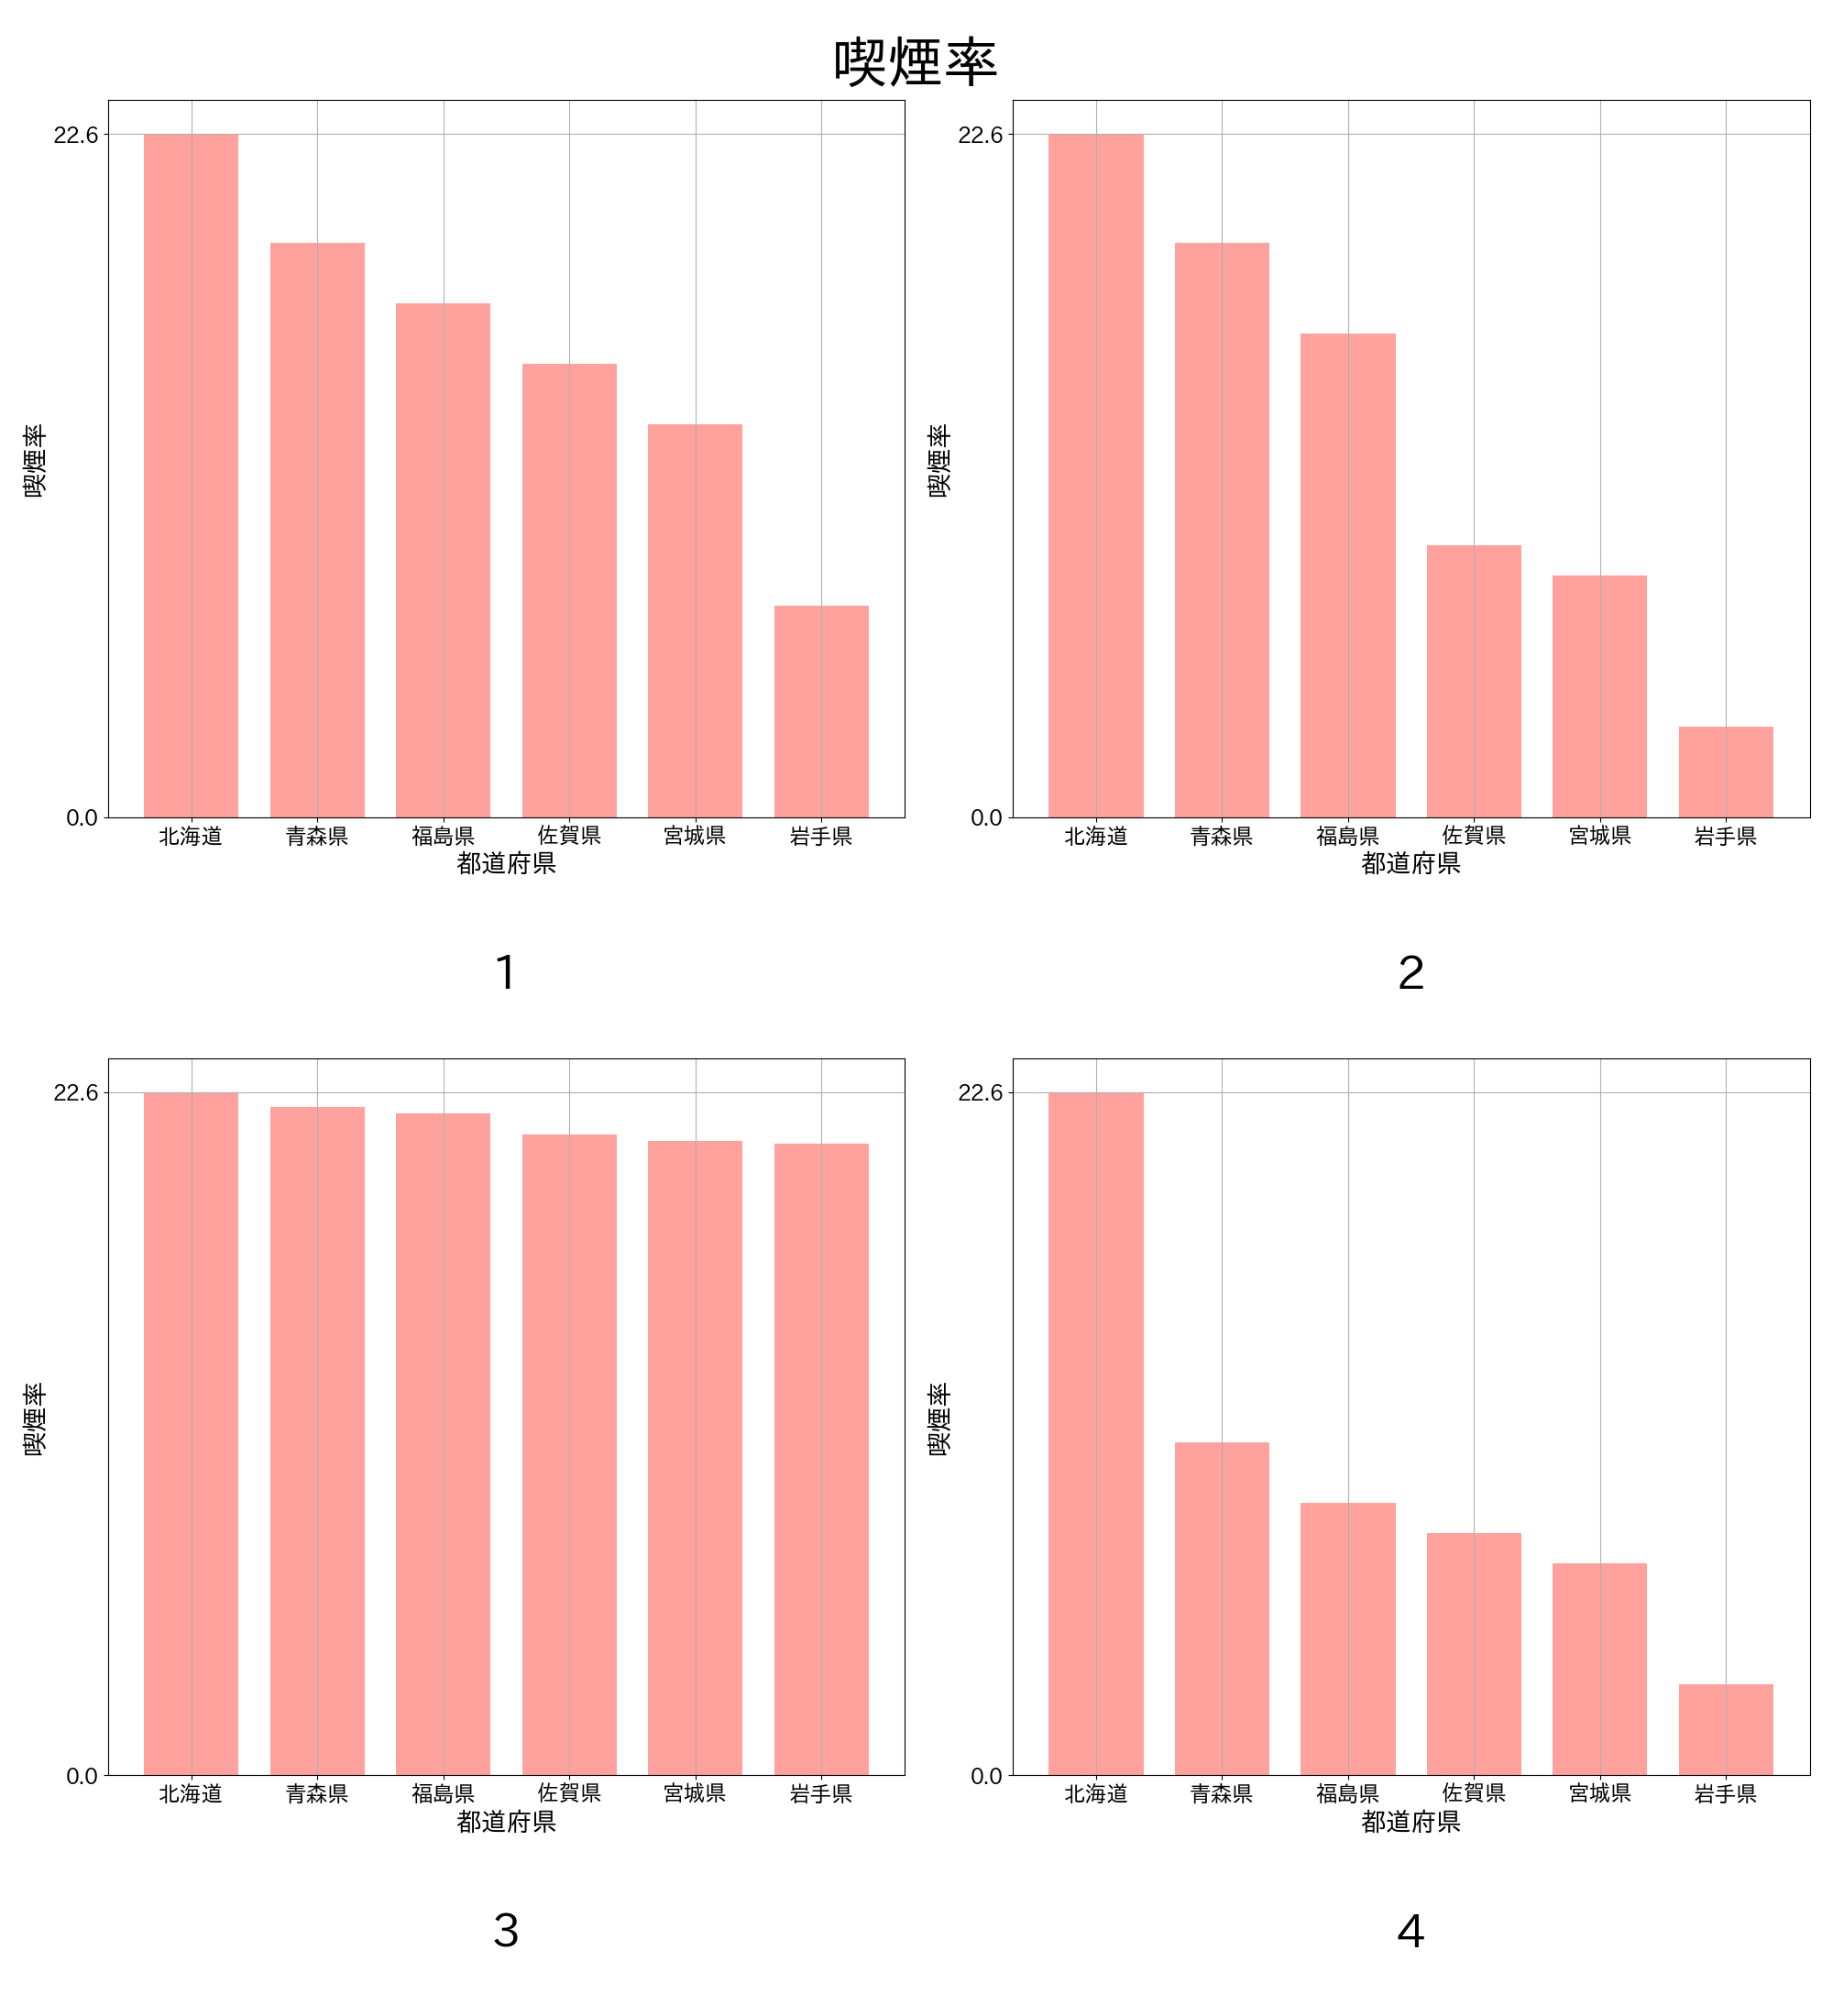 喫煙率
22.6
喫煙率
0.0
北海道 青森県 福島県 佐賀県 宮城県 岩手県
都道府県
1
22.6
喫煙率
0.0
北海道 青森県 福島県 佐賀県 宮城県 岩手県
都道府県
2
22.6
喫煙率
0.0
北海道 青森県 福島県 佐賀県 宮城県 岩手県
都道府県
3
22.6
喫煙率
0.0
北海道 青森県 福島県 佐賀県 宮城県 岩手県
都道府県
4